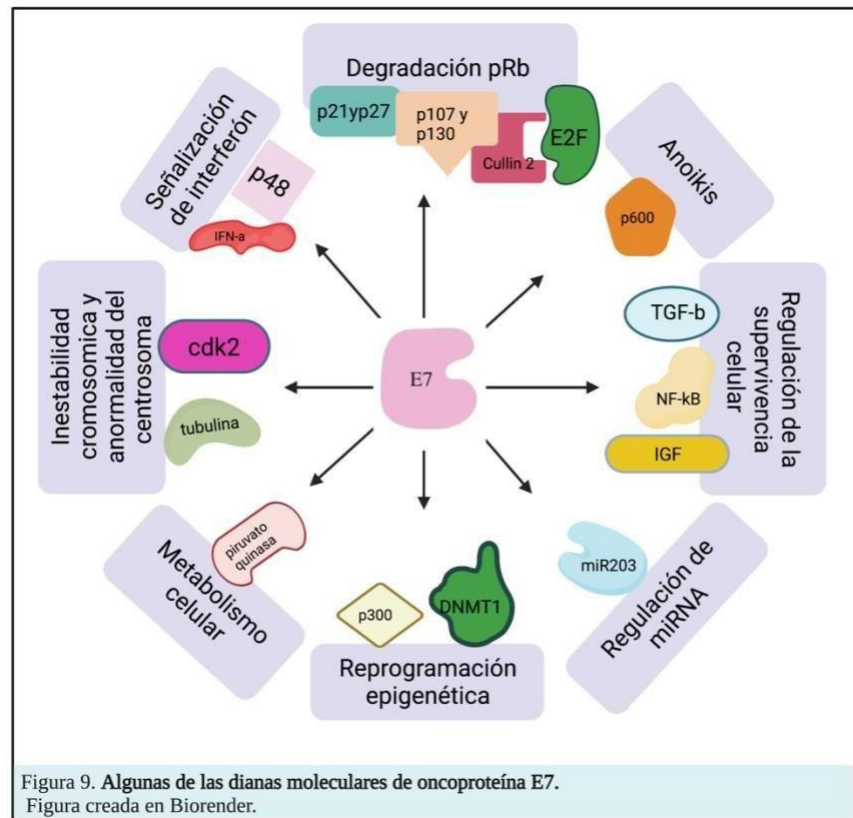 Degradación pRb
p21yp27
p107 y
p130
Cullin 2
E2F
Anoikis
p600
Regulación de la
supervivencia
celular
TGF-b
NF-kB
IGF
Regulación de
miRNA
miR203
Reprogramación
epigenética
p300
DNMT1
Metabolismo
celular
piruvato
quinasa
Inestabilidad
cromosomica y
anormalidad del
centrosoma
cdk2
tubulina
Señalización
de interferón
p48
IFN-a
E7
Figura 9. Algunas de las dianas moleculares de oncoproteína E7.
Figura creada en Biorender.